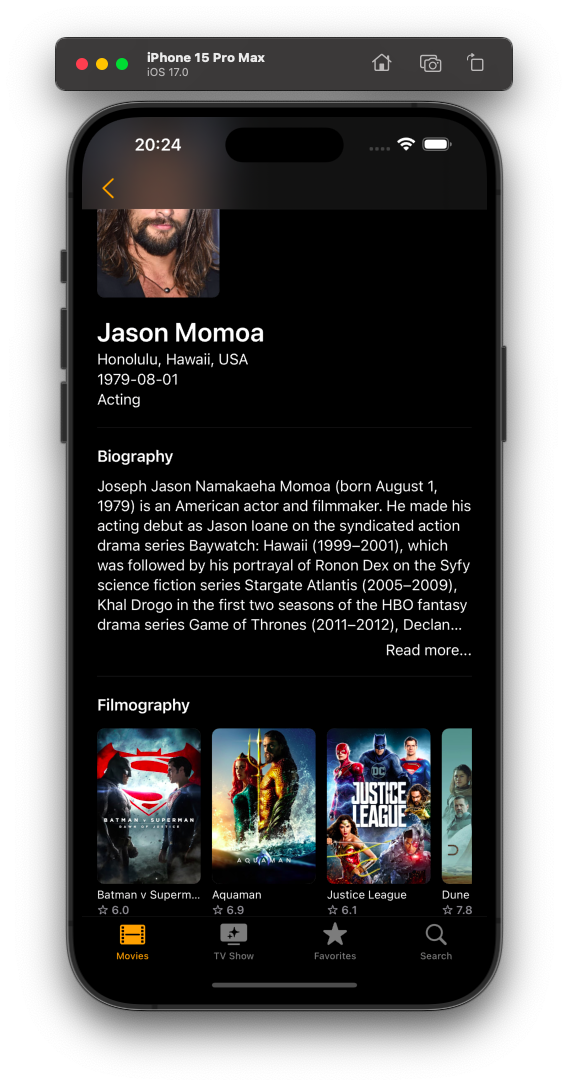 iPhone 15 Pro Max
iOS 17.0
20:24
Jason Momoa
Honolulu, Hawaii, USA
1979-08-01
Acting
Biography
Joseph Jason Namakaeha Momoa (born August 1,
1979) is an American actor and filmmaker. He made his
acting debut as Jason Ioane on the syndicated action
drama series Baywatch: Hawaii (1999–2001), which
was followed by his portrayal of Ronon Dex on the Syfy
science fiction series Stargate Atlantis (2005–2009),
Khal Drogo in the first two seasons of the HBO fantasy
drama series Game of Thrones (2011–2012), Declan...
Read more...
Filmography
BATMAN v SUPERMAN
DAWN OF JUSTICE
AQUAMAN
DC
JUSTICE
LEAGUE
D
Batman v Superm... Aquaman Justice League Dune
☆ 6.0 ☆ 6.9 ☆ 6.1 ☆ 7.8
Movies TV Show Favorites Search